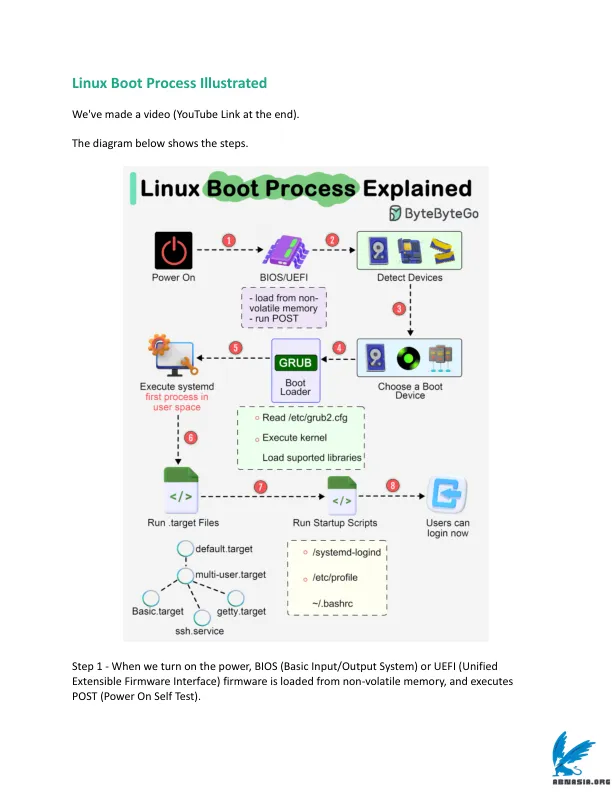 Linux Boot Process Illustrated
We've made a video (YouTube Link at the end).
The diagram below shows the steps.
Linux Boot Process Explained
ByteByteGo
1
2
Power On
BIOS/UEFI
Detect Devices
- load from non-
volatile memory
- run POST
3
5
4
GRUB
Boot
Loader
Execute systemd
first process in
user space
Choose a Boot
Device
Read /etc/grub2.cfg
Execute kernel
Load suported libraries
6
7
8
</>
</>
Run .target Files
Run Startup Scripts
Users can
login now
default.target
multi-user.target
Basic.target
getty.target
ssh.service
/systemd-logind
/etc/profile
~/.bashrc
Step 1 - When we turn on the power, BIOS (Basic Input/Output System) or UEFI (Unified
Extensible Firmware Interface) firmware is loaded from non-volatile memory, and executes
POST (Power On Self Test).
ABNASIA.ORG